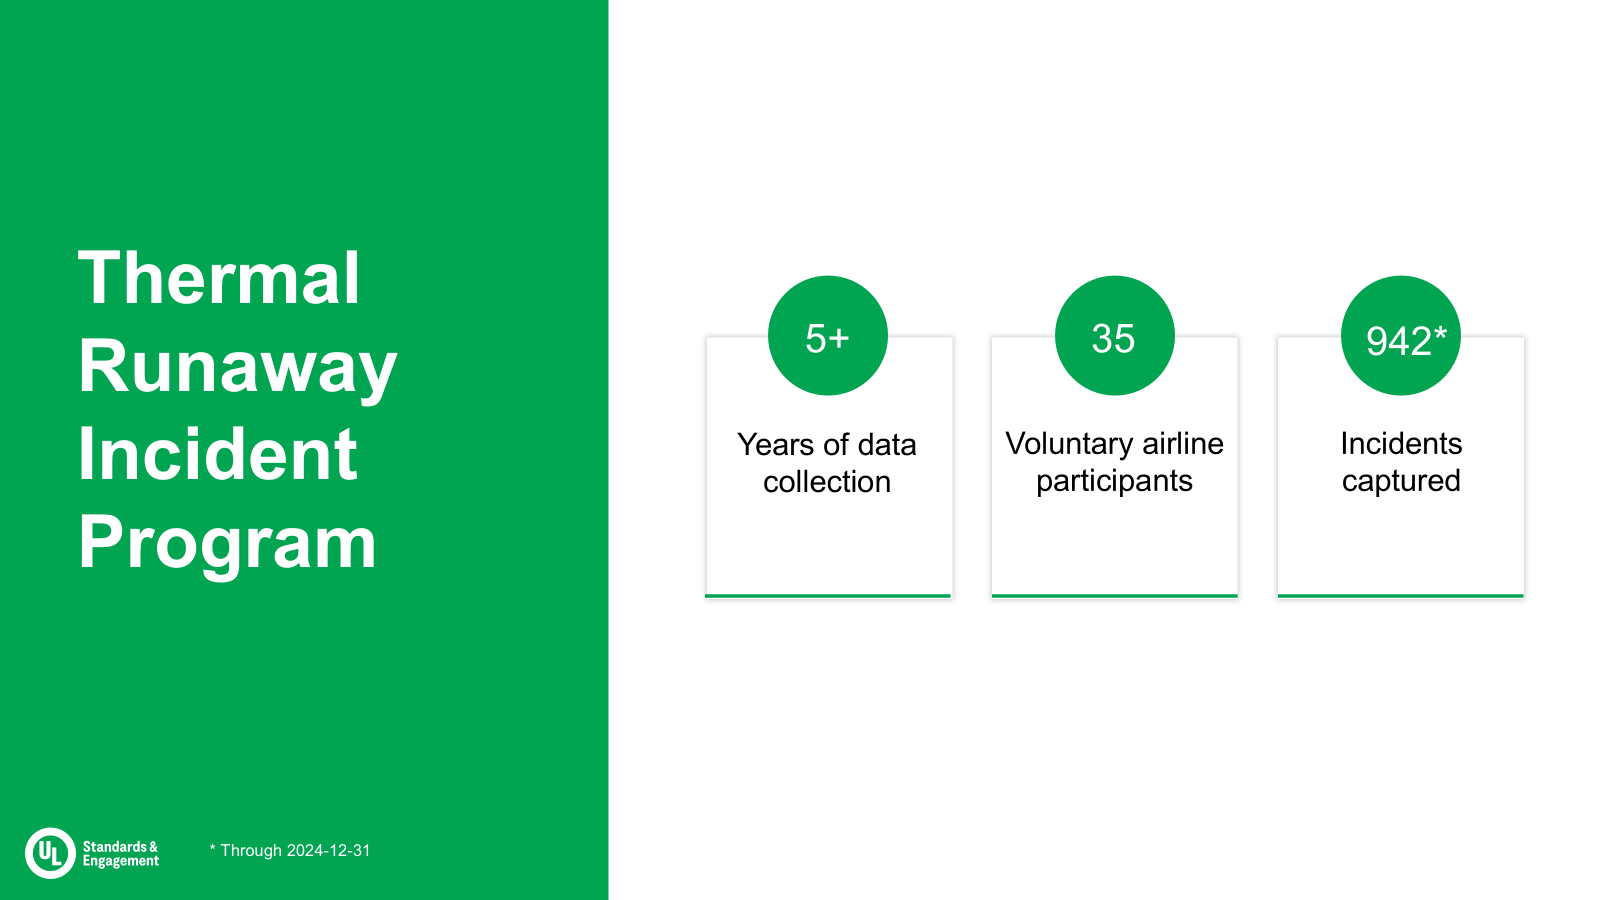 Thermal
Runaway
Incident
Program
5+
Years of data
collection
35
Voluntary airline
participants
942*
Incidents
captured
UL
Standards &
Engagement
* Through 2024-12-31